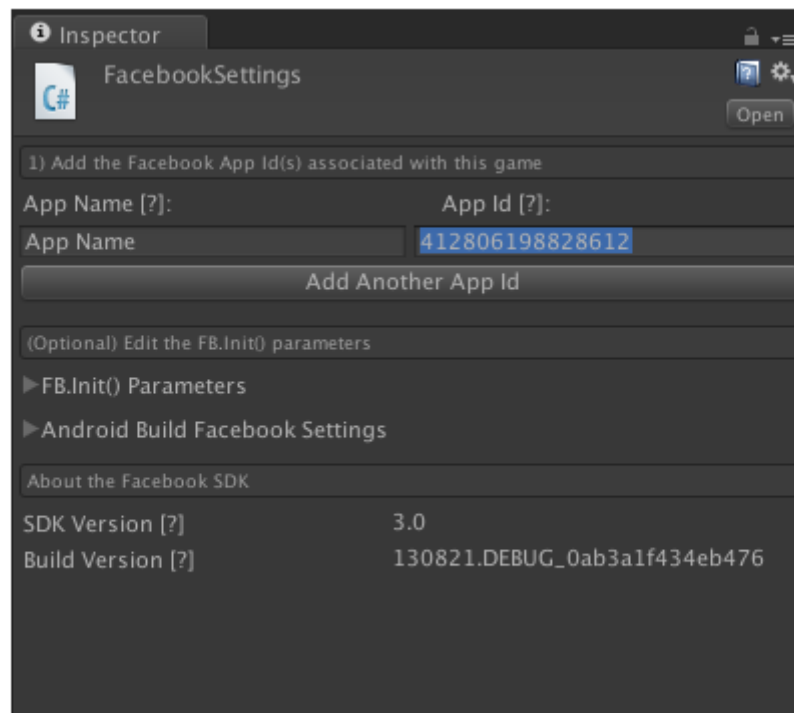 Inspector
FacebookSettings
C#
Open
1) Add the Facebook App Id(s) associated with this game
App Name [?]: App Id [?]:
App Name 412806198828612
Add Another App Id
(Optional) Edit the FB.Init() parameters
FB.Init() Parameters
Android Build Facebook Settings
About the Facebook SDK
SDK Version [?] 3.0
Build Version [?] 130821.DEBUG_0ab3a1f434eb476